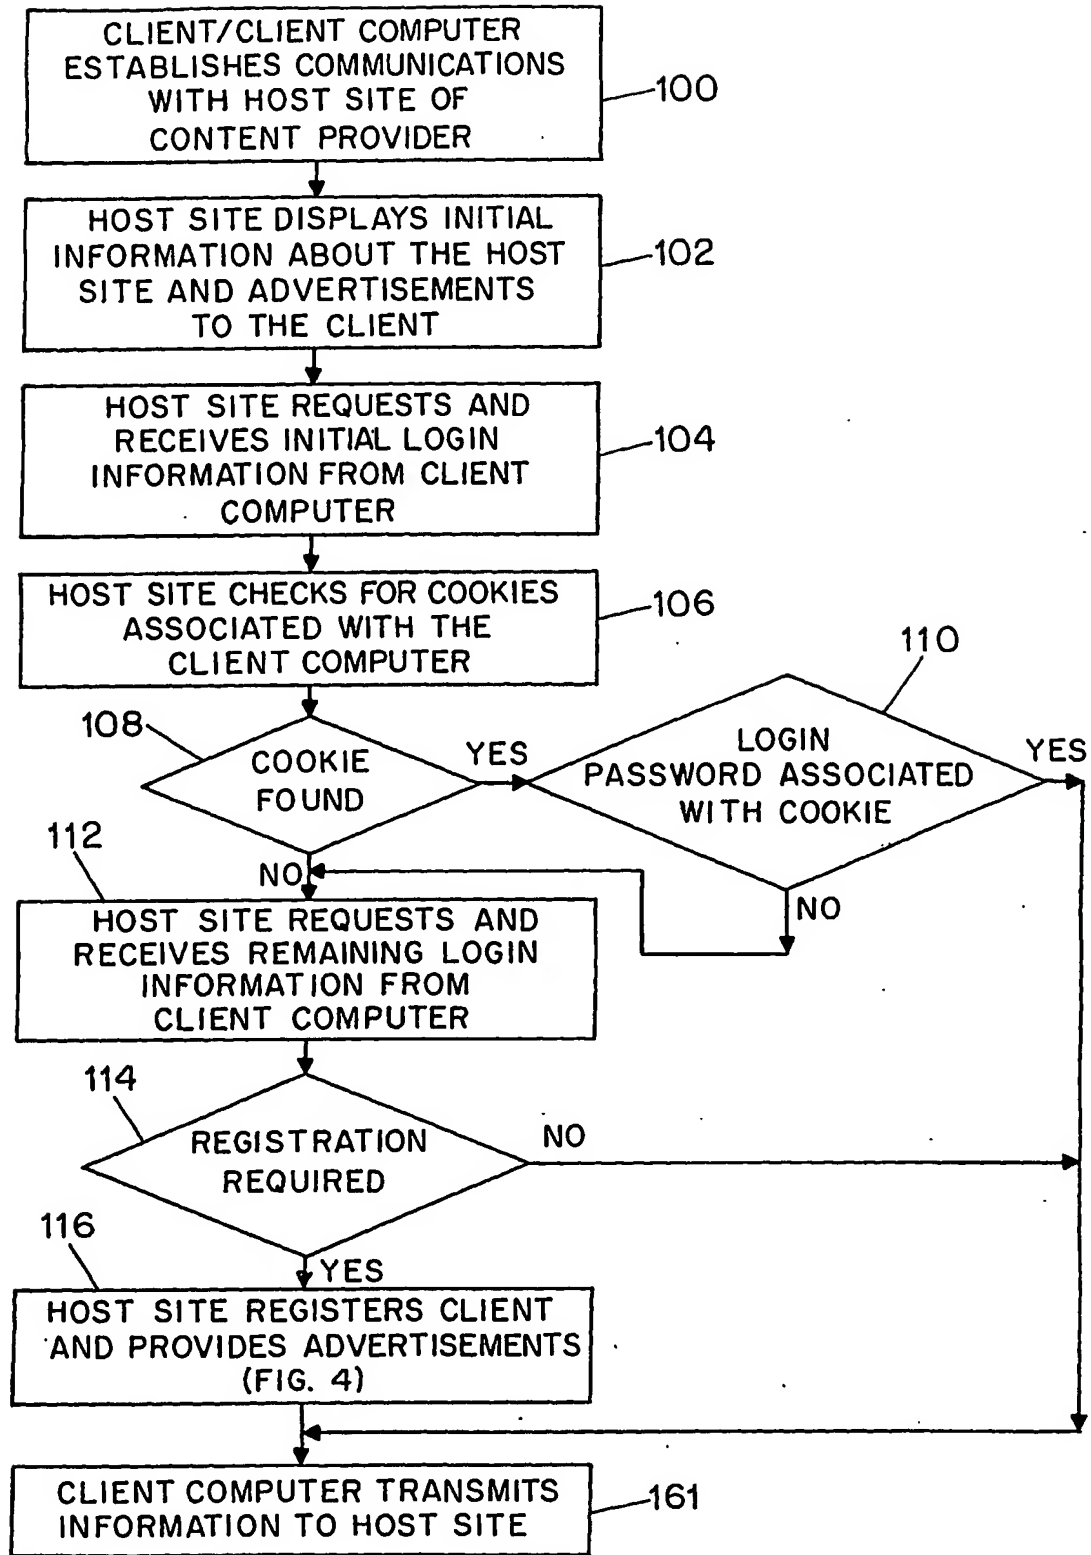 CLIENT/CLIENT COMPUTER
ESTABLISHES COMMUNICATIONS
WITH HOST SITE OF
CONTENT PROVIDER
100
HOST SITE DISPLAYS INITIAL
INFORMATION ABOUT THE HOST
SITE AND ADVERTISEMENTS
TO THE CLIENT
102
HOST SITE REQUESTS AND
RECEIVES INITIAL LOGIN
INFORMATION FROM CLIENT
COMPUTER
104
HOST SITE CHECKS FOR COOKIES
ASSOCIATED WITH THE
CLIENT COMPUTER
106
108
COOKIE
FOUND
YES
NO
110
LOGIN
PASSWORD ASSOCIATED
WITH COOKIE
YES
NO
112
HOST SITE REQUESTS AND
RECEIVES REMAINING LOGIN
INFORMATION FROM
CLIENT COMPUTER
114
REGISTRATION
REQUIRED
NO
YES
116
HOST SITE REGISTERS CLIENT
AND PROVIDES ADVERTISEMENTS
(FIG. 4)
CLIENT COMPUTER TRANSMITS
INFORMATION TO HOST SITE
161